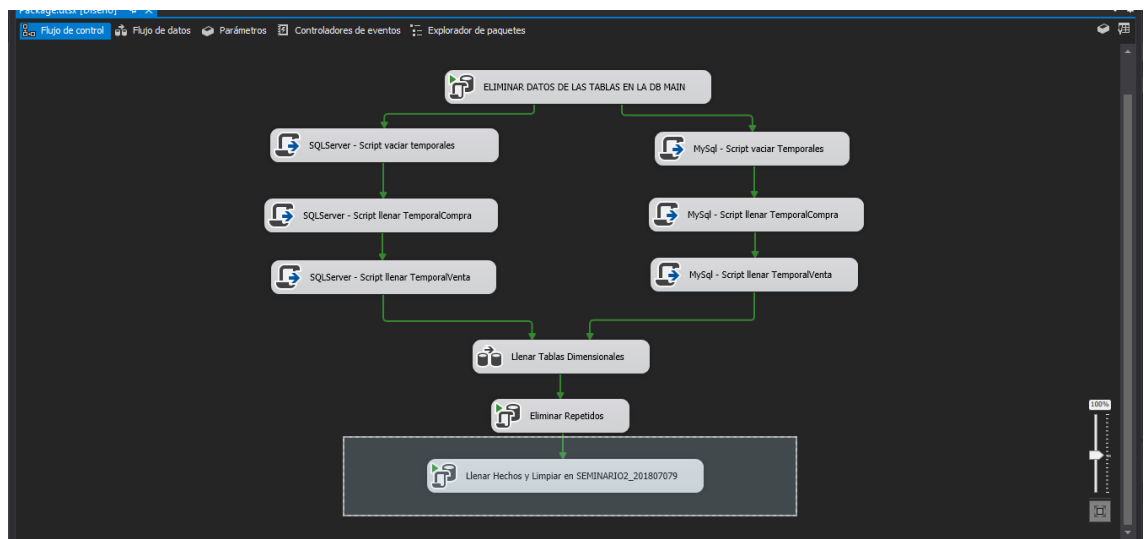 Package.dtsx [Diseño]
Flujo de control Flujo de datos Parámetros Controladores de eventos Explorador de paquetes
ELIMINAR DATOS DE LAS TABLAS EN LA DB MAIN
SQLServer - Script vaciar temporales
MySql - Script vaciar Temporales
SQLServer - Script llenar TemporalCompra
MySql - Script llenar TemporalCompra
SQLServer - Script llenar TemporalVenta
MySql - Script llenar TemporalVenta
Llenar Tablas Dimensionales
Eliminar Repetidos
100%
Llenar Hechos y Limpiar en SEMINARIO2_201807079